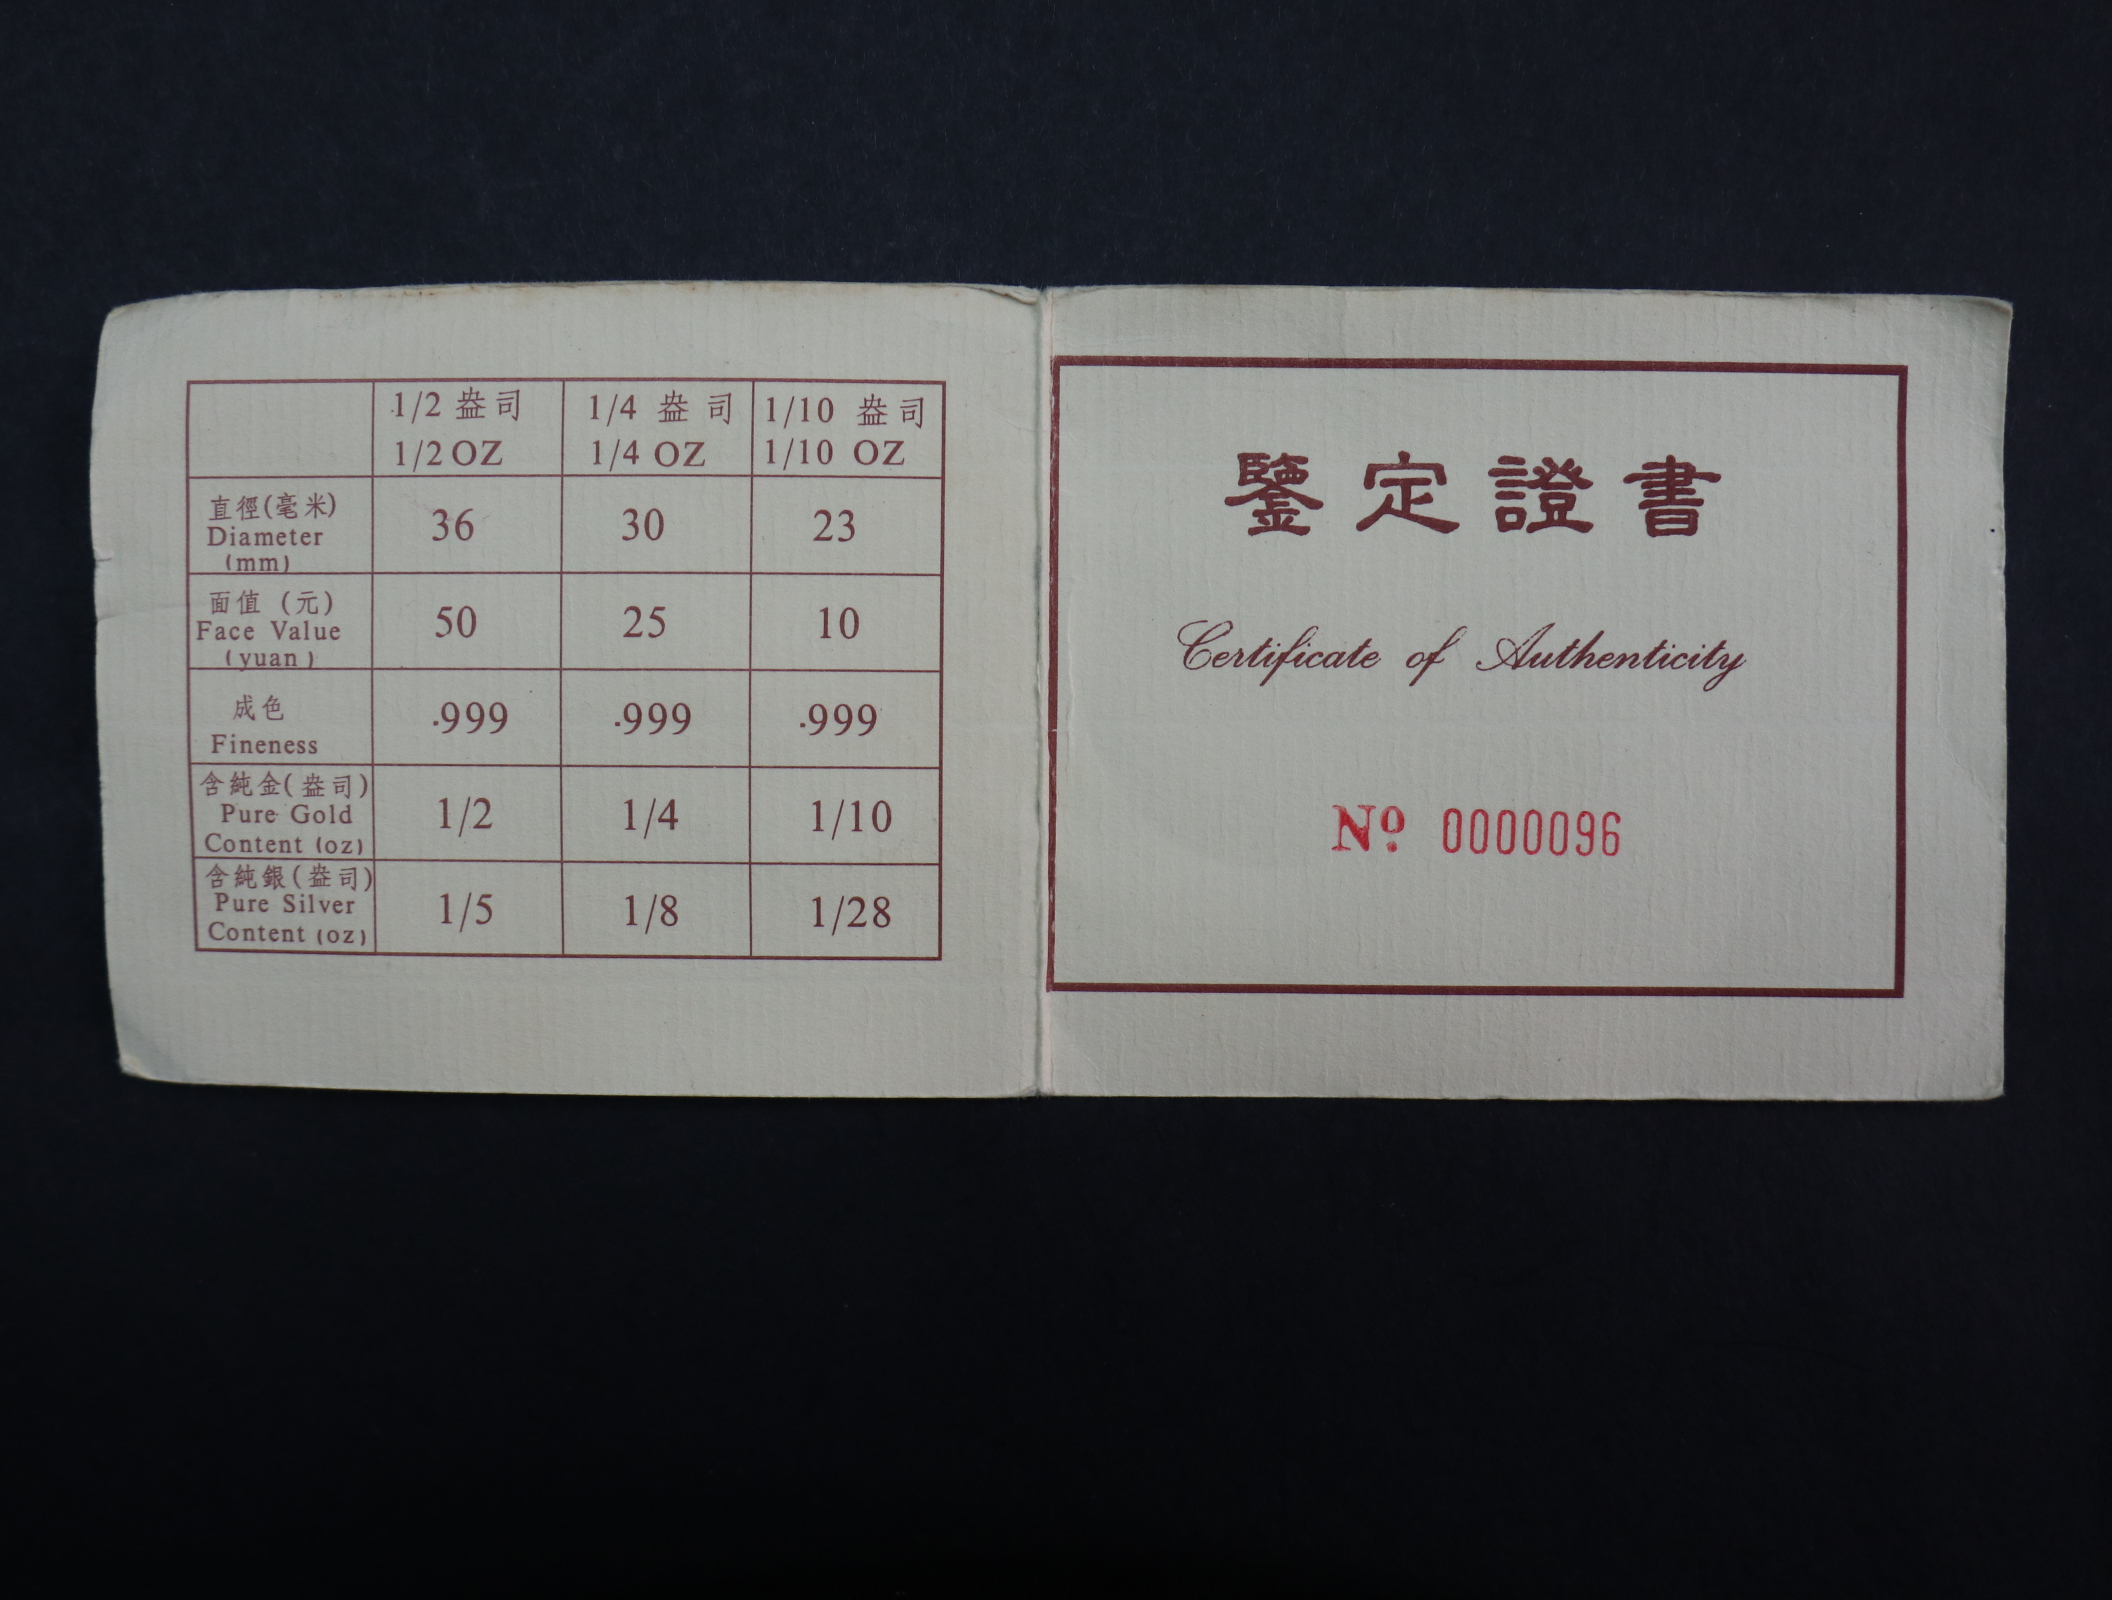 1/2 盎司 1/4 盎司 1/10 盎司
1/2 OZ 1/4 OZ 1/10 OZ
直徑(毫米)
Diameter
(mm)
36 30 23
面值 (元)
Face Value
(yuan)
50 25 10
成色
Fineness
.999 .999 .999
含純金(盎司)
Pure Gold
Content (oz)
1/2 1/4 1/10
含純銀(盎司)
Pure Silver
Content (oz)
1/5 1/8 1/28
鑒定證書
Certificate of Authenticity
Nº 0000096